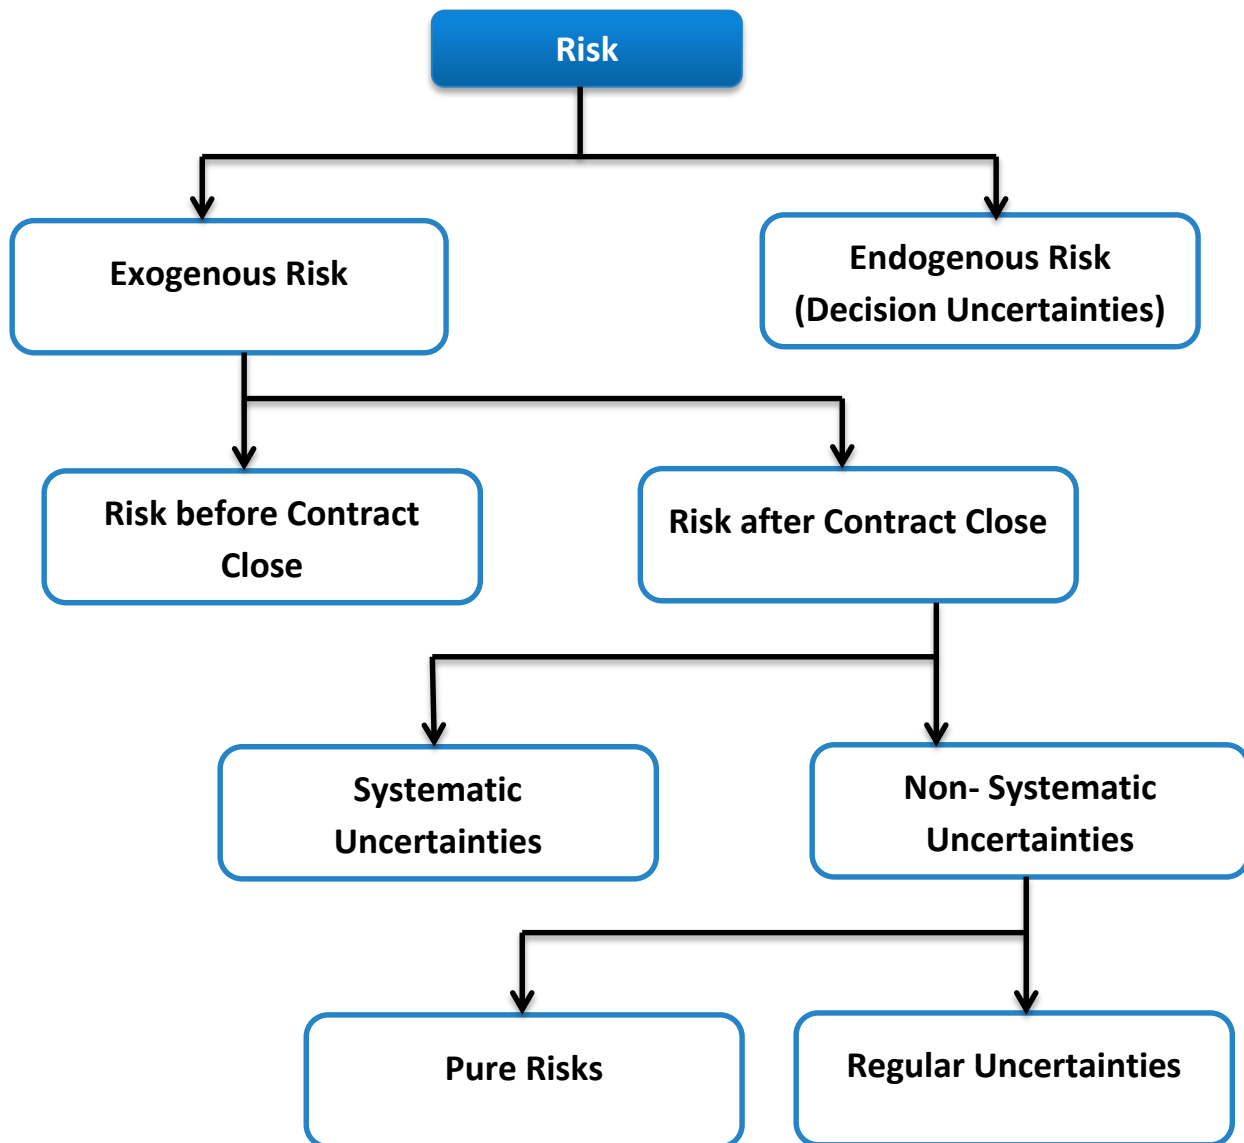 Risk
Exogenous Risk
Endogenous Risk
(Decision Uncertainties)
Risk before Contract
Close
Risk after Contract Close
Systematic
Uncertainties
Non- Systematic
Uncertainties
Pure Risks
Regular Uncertainties